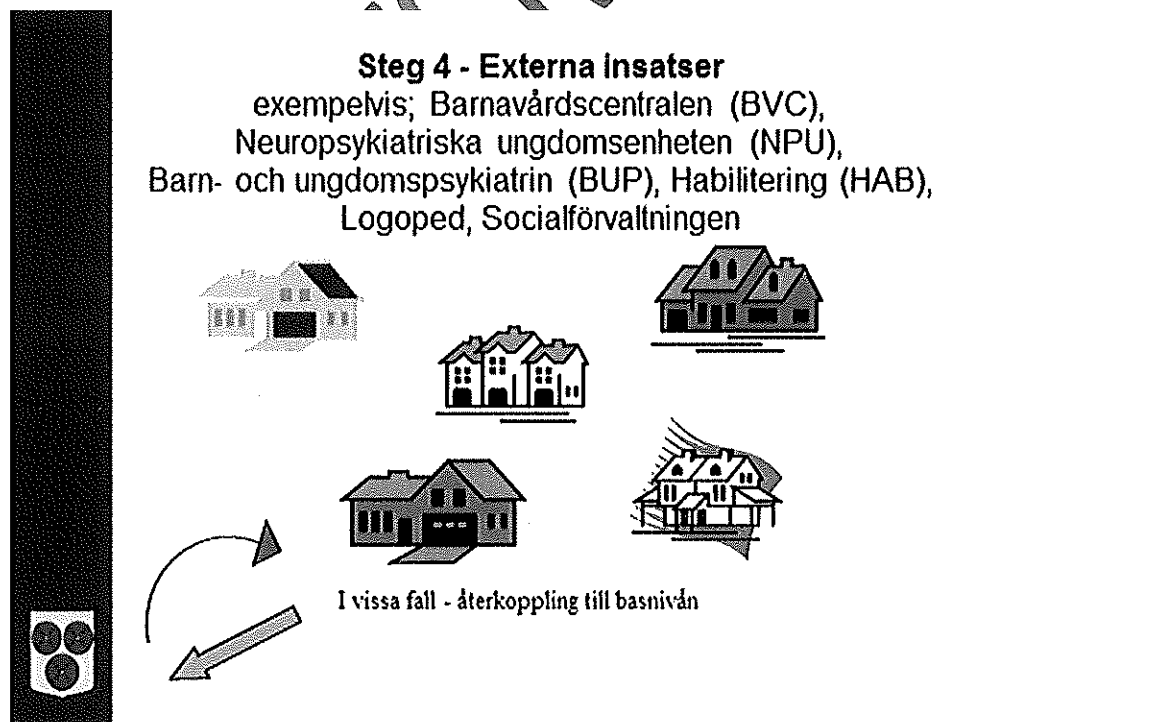 Steg 4 - Externa insatser
exempelvis; Barnavårdscentralen (BVC),
Neuropsykiatriska ungdomsenheten (NPU),
Barn- och ungdomspsykiatrin (BUP), Habilitering (HAB),
Logoped, Socialförvaltningen
I vissa fall - återkoppling till basnivån